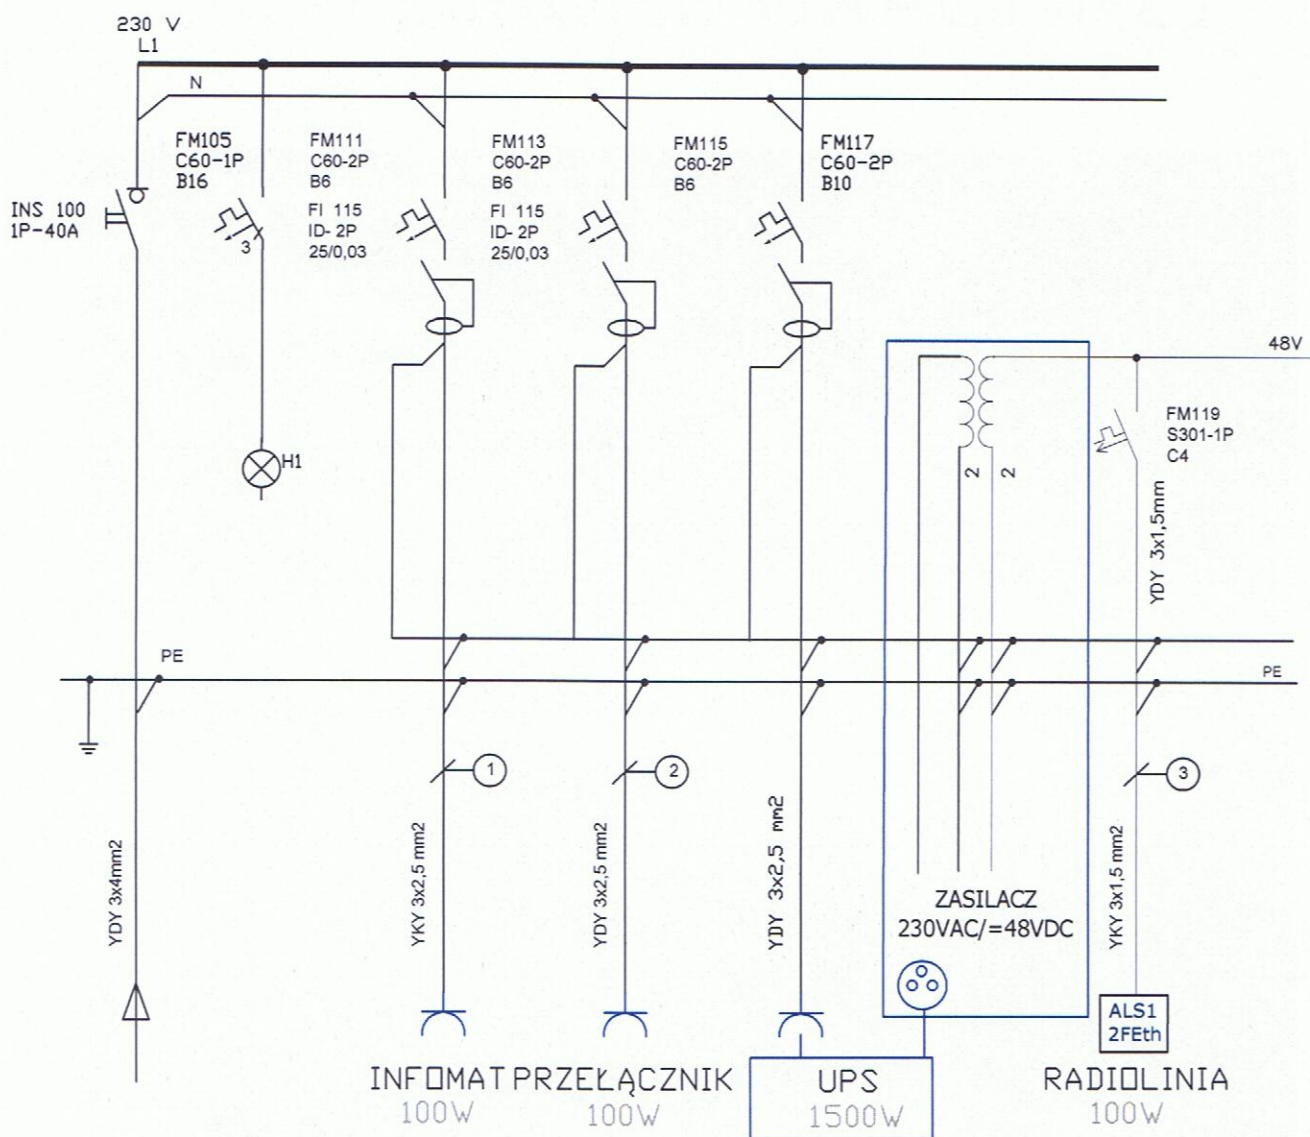 230 V
L1
N
FM105
C60-1P
B16
FM111
C60-2P
B6
FI 115
ID- 2P
25/0,03
FM113
C60-2P
B6
FI 115
ID- 2P
25/0,03
FM115
C60-2P
B6
FM117
C60-2P
B10
INS 100
1P-40A
3
H1
48V
FM119
S301-1P
C4
2
2
YDY 3x1,5mm
PE
PE
1
2
3
YDY 3x4mm2
YKY 3x2,5 mm2
YDY 3x2,5 mm2
YDY 3x2,5 mm2
YKY 3x1,5 mm2
ZASILACZ
230VAC/=48VDC
ALS1
2FEth
INFOMAT
100W
PRZEŁĄCZNIK
100W
UPS
1500W
RADIOLINIA
100W